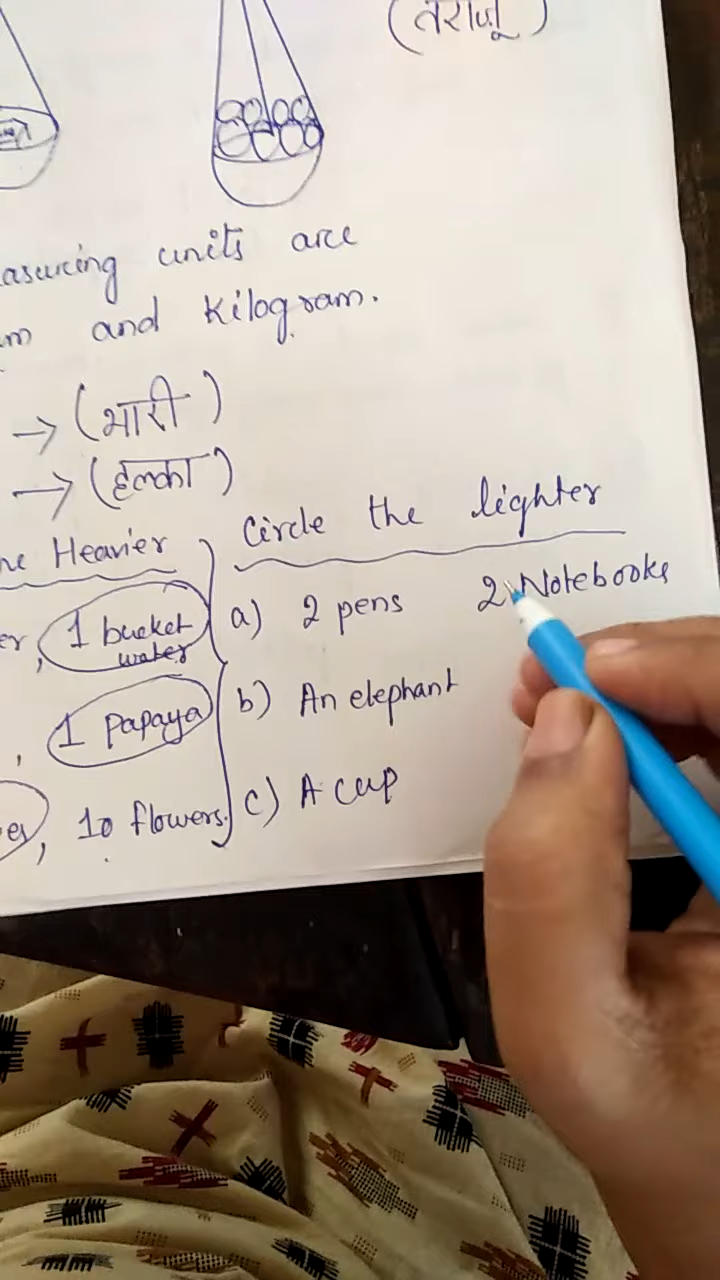 (तराजू)
units are
and kilogram.
→ (भारी)
→ (हल्का)
Heavier
1 bucket
water
1 papaya
10 flowers.
Circle the lighter
a) 2 pens 2 Notebooks
b) An elephant
c) A cup